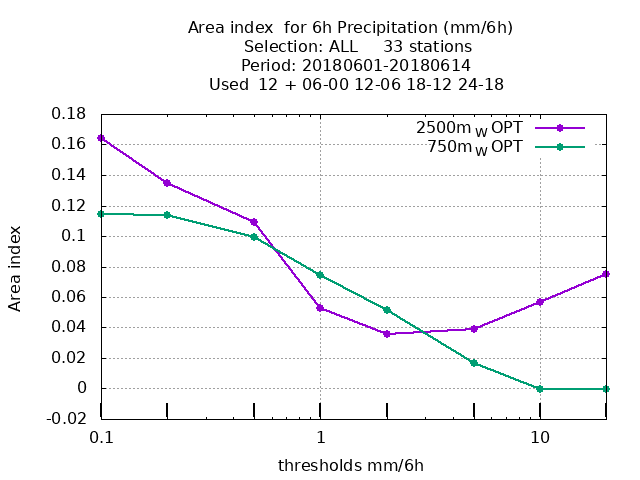 Area index  for 6h Precipitation (mm/6h)
Selection: ALL     33 stations
Period: 20180601-20180614
Used  12 + 06-00 12-06 18-12 24-18
0.18
0.16
0.14
0.12
0.1
0.08
0.06
0.04
0.02
0
-0.02
Area index
2500m W OPT
750m W OPT
0.1
1
10
thresholds mm/6h